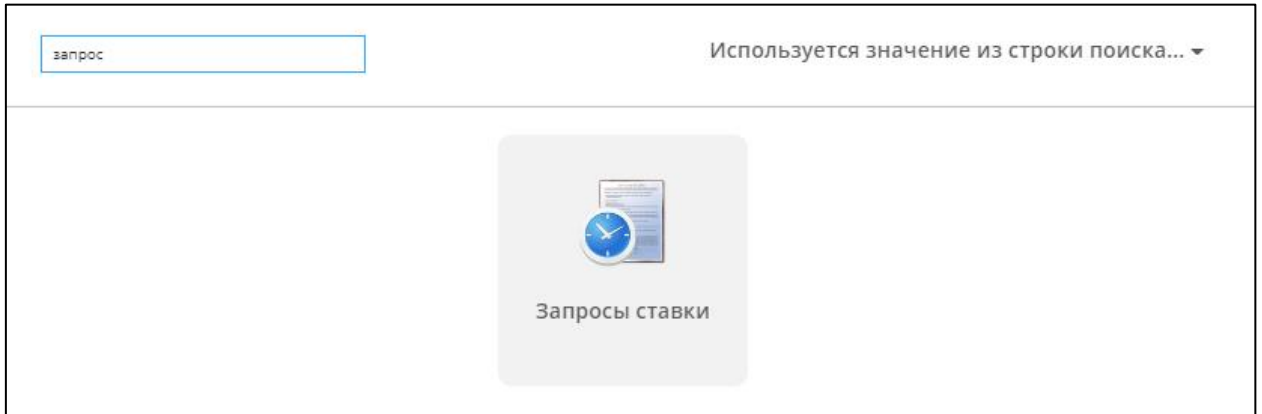 запрос
Используется значение из строки поиска...
Запросы ставки